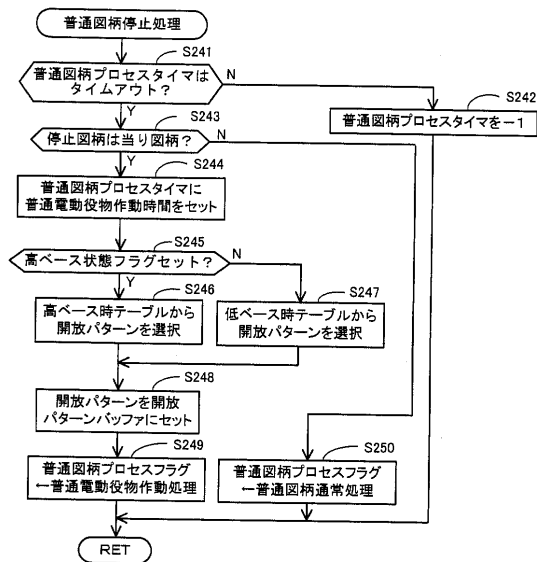 普通図柄停止処理
S241
普通図柄プロセスタイマは
タイムアウト？
N
Y
S242
普通図柄プロセスタイマを－1
S243
停止図柄は当り図柄？
N
Y
S244
普通図柄プロセスタイマに
普通電動役物作動時間をセット
S245
高ベース状態フラグセット？
N
Y
S246
高ベース時テーブルから
開放パターンを選択
S247
低ベース時テーブルから
開放パターンを選択
S248
開放パターンを開放
パターンバッファにセット
S249
普通図柄プロセスフラグ
←普通電動役物作動処理
S250
普通図柄プロセスフラグ
←普通図柄通常処理
RET